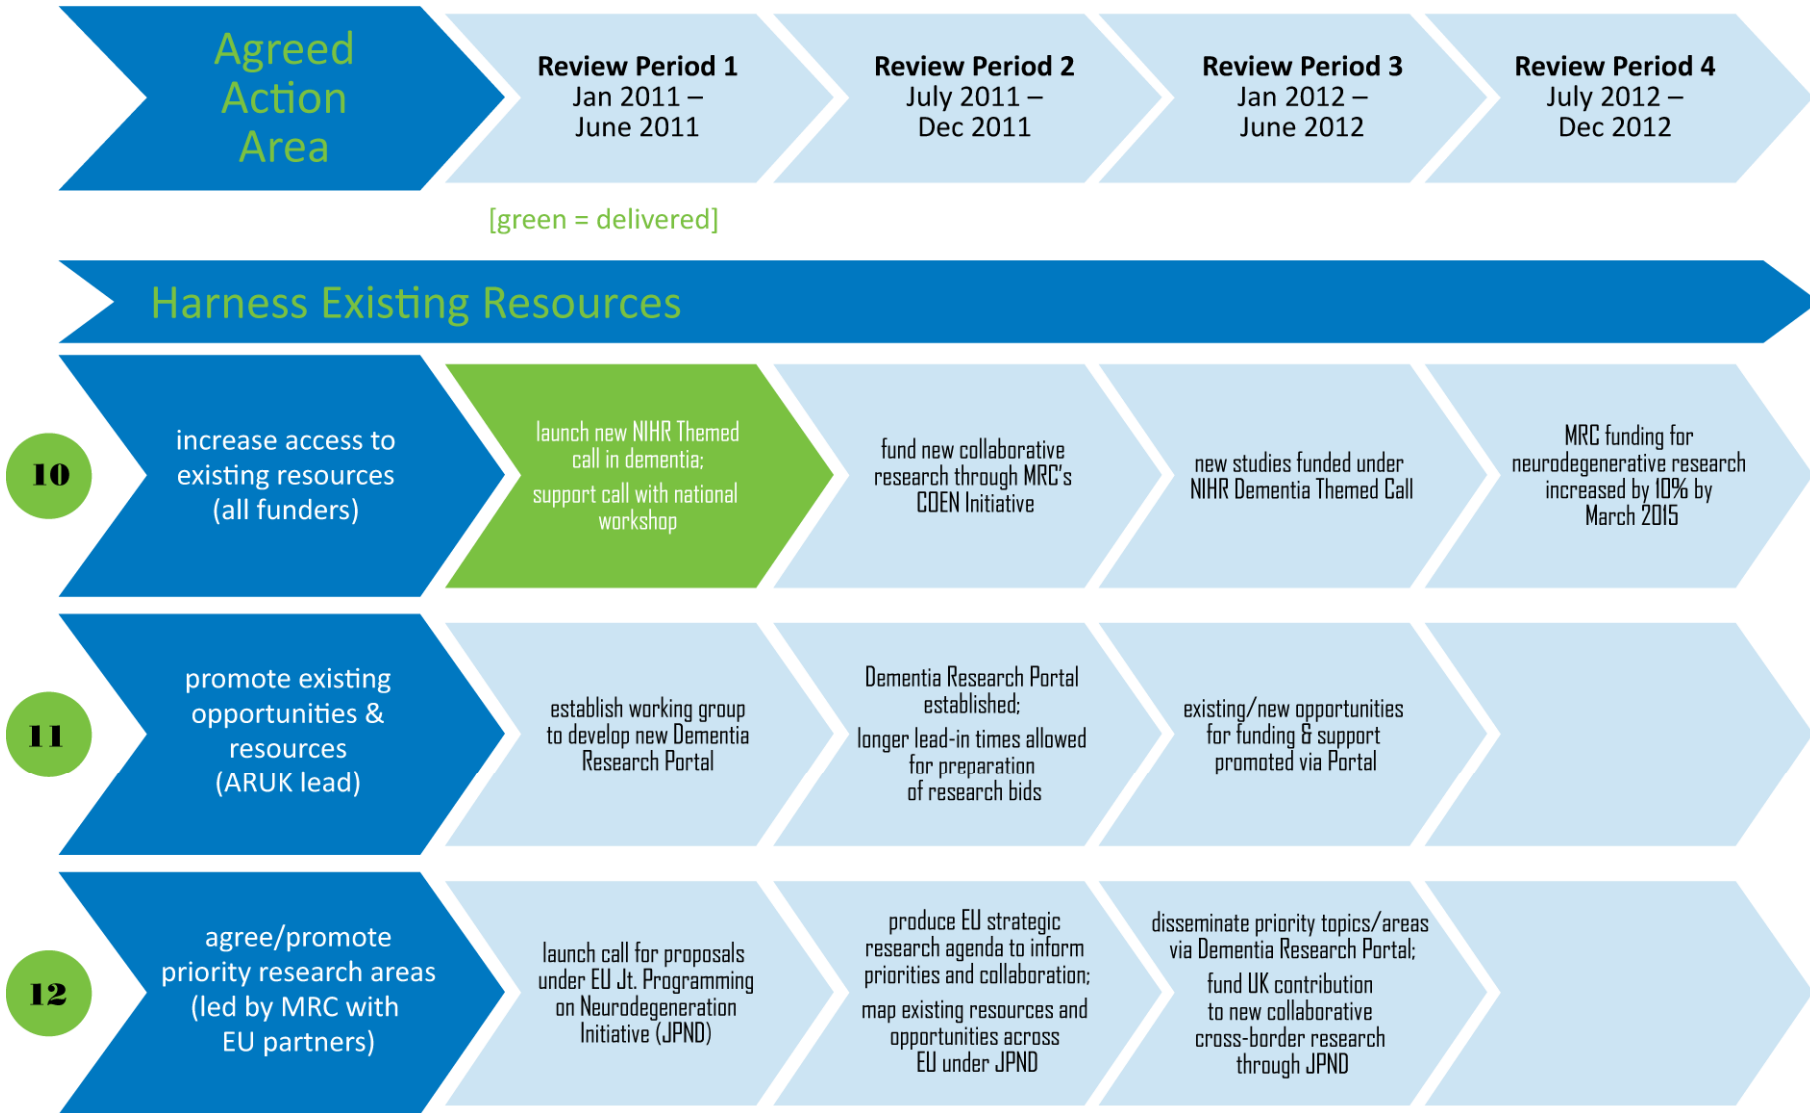 Agreed
Action
Area
Review Period 1
Jan 2011 –
June 2011
Review Period 2
July 2011 –
Dec 2011
Review Period 3
Jan 2012 –
June 2012
Review Period 4
July 2012 –
Dec 2012
[green = delivered]
Harness Existing Resources
10
increase access to
existing resources
(all funders)
launch new NIHR Themed
call in dementia;
support call with national
workshop
fund new collaborative
research through MRC's
COEN Initiative
new studies funded under
NIHR Dementia Themed Call
MRC funding for
neurodegenerative research
increased by 10% by
March 2015
11
promote existing
opportunities &
resources
(ARUK lead)
establish working group
to develop new Dementia
Research Portal
Dementia Research Portal
established;
longer lead-in times allowed
for preparation
of research bids
existing/new opportunities
for funding & support
promoted via Portal
12
agree/promote
priority research areas
(led by MRC with
EU partners)
launch call for proposals
under EU Jt. Programming
on Neurodegeneration
Initiative (JPND)
produce EU strategic
research agenda to inform
priorities and collaboration;
map existing resources and
opportunities across
EU under JPND
disseminate priority topics/areas
via Dementia Research Portal;
fund UK contribution
to new collaborative
cross-border research
through JPND